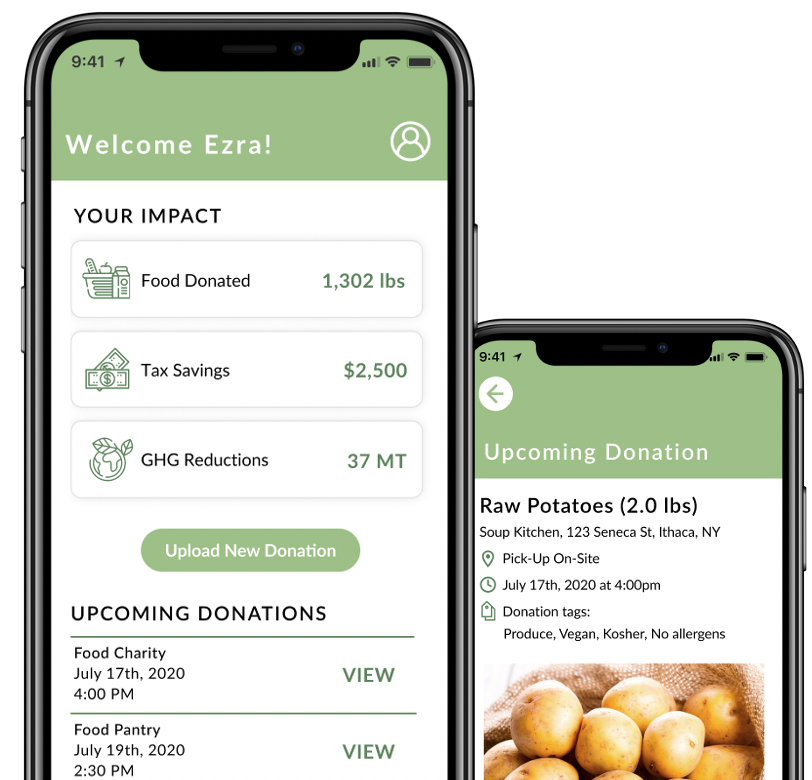 9:41
Welcome Ezra!
YOUR IMPACT
Food Donated 1,302 lbs
Tax Savings $2,500
GHG Reductions 37 MT
Upload New Donation
UPCOMING DONATIONS
Food Charity
July 17th, 2020
4:00 PM
VIEW
Food Pantry
July 19th, 2020
2:30 PM
VIEW
9:41
Upcoming Donation
Raw Potatoes (2.0 lbs)
Soup Kitchen, 123 Seneca St, Ithaca, NY
Pick-Up On-Site
July 17th, 2020 at 4:00pm
Donation tags:
Produce, Vegan, Kosher, No allergens